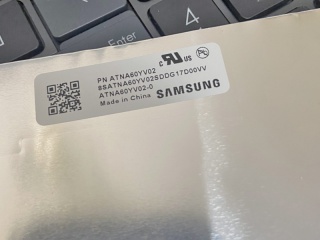 Enter
PN ATNA60YV02
8SATNA60YV02SDDG17D00VV
ATNA60YV02-0
Made in China SAMSUNG